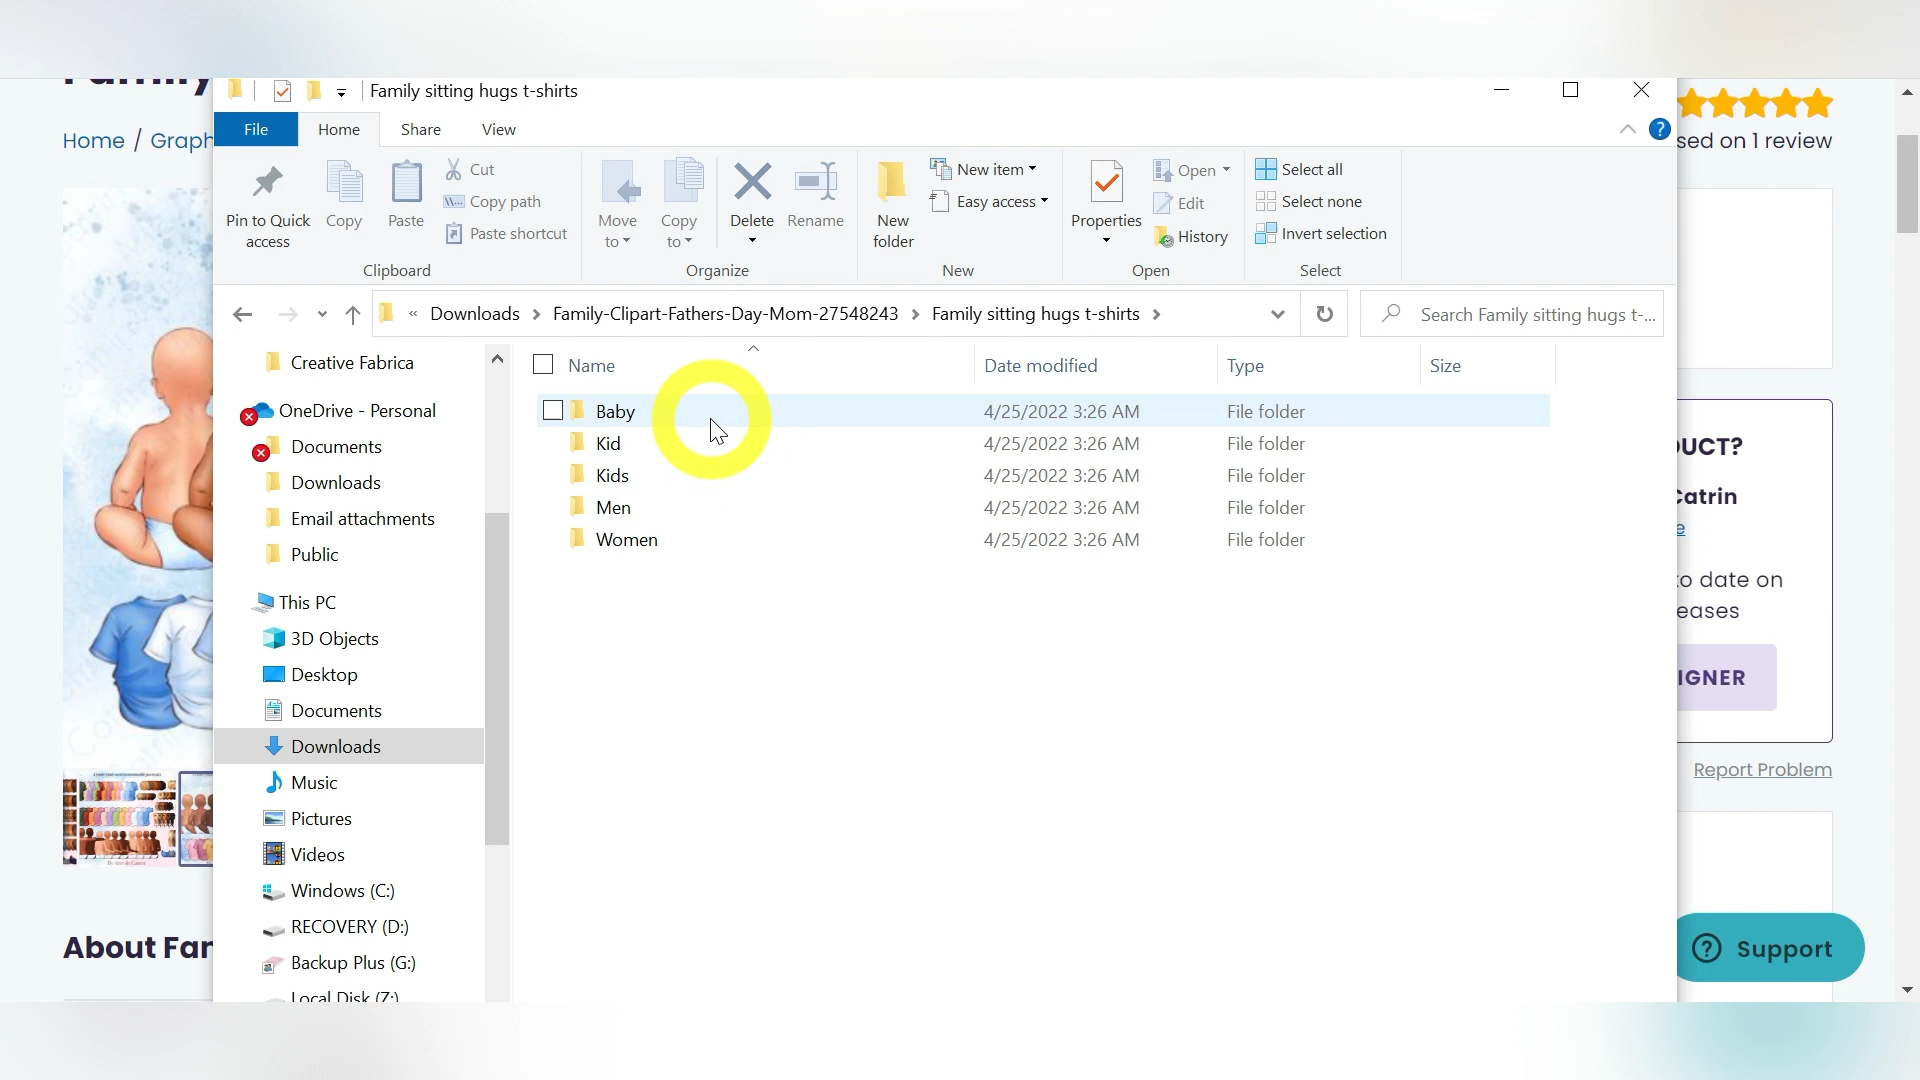 Family
Family sitting hugs t-shirts
File
Home
Share
View
Home / Graph
sed on 1 review
Pin to Quick
access
Copy
Paste
Cut
Copy path
Paste shortcut
Clipboard
Move
to
Copy
to
Delete
Rename
Organize
New
folder
New item
Easy access
New
Properties
Open
Edit
History
Open
Select all
Select none
Invert selection
Select
« Downloads > Family-Clipart-Fathers-Day-Mom-27548243 > Family sitting hugs t-shirts >
Search Family sitting hugs t-...
Creative Fabrica
OneDrive - Personal
Documents
Downloads
Email attachments
Public
This PC
3D Objects
Desktop
Documents
Downloads
Music
Pictures
Videos
Windows (C:)
RECOVERY (D:)
Backup Plus (G:)
Local Disk (Z:)
Name Date modified Type Size
Baby 4/25/2022 3:26 AM File folder
Kid 4/25/2022 3:26 AM File folder
Kids 4/25/2022 3:26 AM File folder
Men 4/25/2022 3:26 AM File folder
Women 4/25/2022 3:26 AM File folder
UCT?
Catrin
e
to date on
eases
IGNER
Report Problem
About Fam
? Support